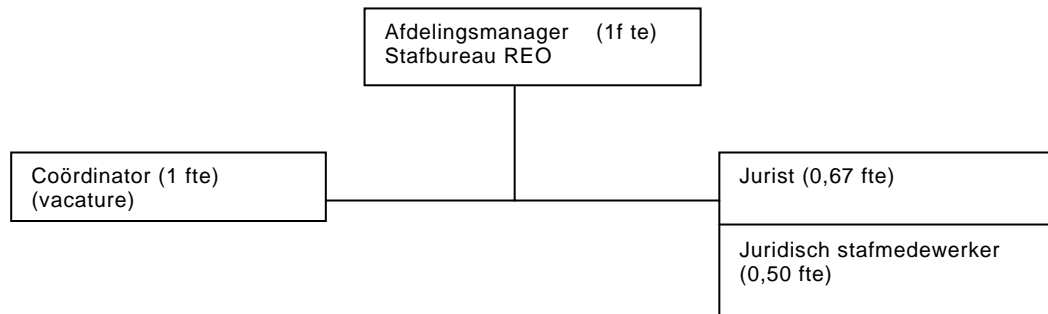 Afdelingsmanager (1f te)
Stafbureau REO
Coördinator (1 fte)
(vacature)
Jurist (0,67 fte)
Juridisch stafmedewerker
(0,50 fte)